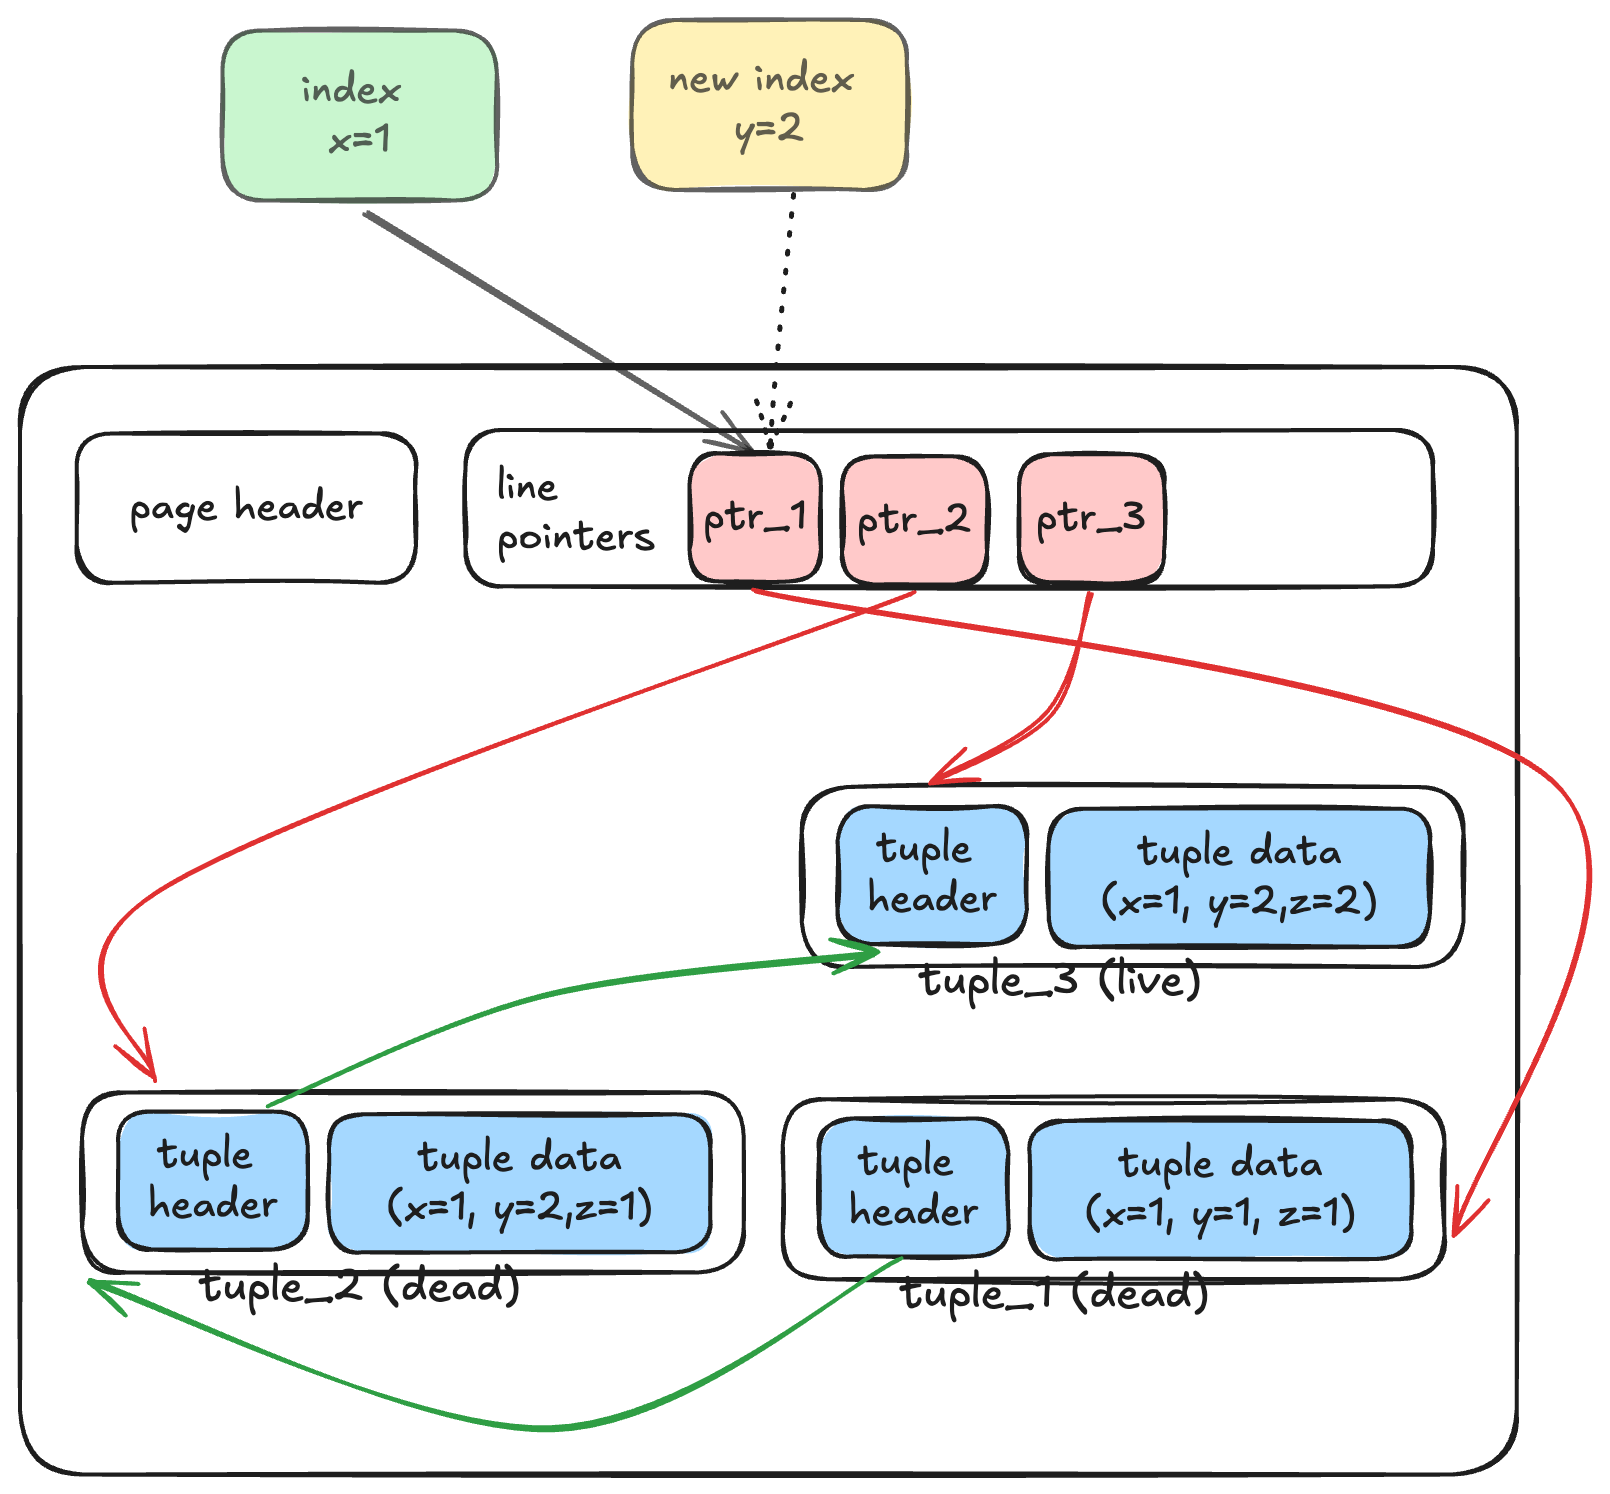 index
x=1
new index
y=2
page header
line
pointers
ptr_1
ptr_2
ptr_3
tuple
header
tuple data
(x=1, y=2,z=2)
tuple_3 (live)
tuple
header
tuple data
(x=1, y=2,z=1)
tuple_2 (dead)
tuple
header
tuple data
(x=1, y=1, z=1)
tuple_1 (dead)